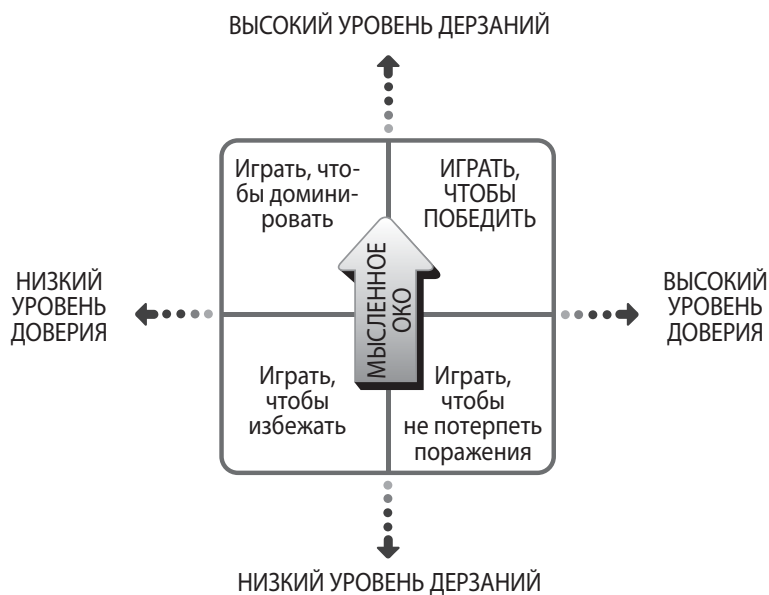 ВЫСОКИЙ УРОВЕНЬ ДЕРЗАНИЙ
Играть, что-
бы домини-
ровать
ИГРАТЬ,
ЧТОБЫ
ПОБЕДИТЬ
НИЗКИЙ
УРОВЕНЬ
ДОВЕРИЯ
МЫСЛЕННОЕ
ОКО
ВЫСОКИЙ
УРОВЕНЬ
ДОВЕРИЯ
Играть,
чтобы
избежать
Играть,
чтобы
не потерпеть
поражения
НИЗКИЙ УРОВЕНЬ ДЕРЗАНИЙ